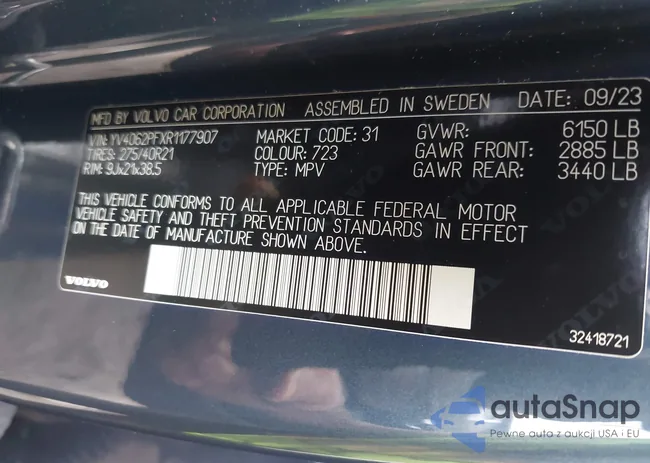 MFD BY VOLVO CAR CORPORATION ASSEMBLED IN SWEDEN DATE: 09/23
VIN: YV4062PFXR1177907 MARKET CODE: 31 GVWR: 6150 LB
TIRES: 275/40R21 COLOUR: 723 GAWR FRONT: 2885 LB
RIM: 9Jx21x38.5 TYPE: MPV GAWR REAR: 3440 LB
THIS VEHICLE CONFORMS TO ALL APPLICABLE FEDERAL MOTOR
VEHICLE SAFETY AND THEFT PREVENTION STANDARDS IN EFFECT
ON THE DATE OF MANUFACTURE SHOWN ABOVE.
VOLVO
32418721
autaSnap
Pewne auta z aukcji USA i EU